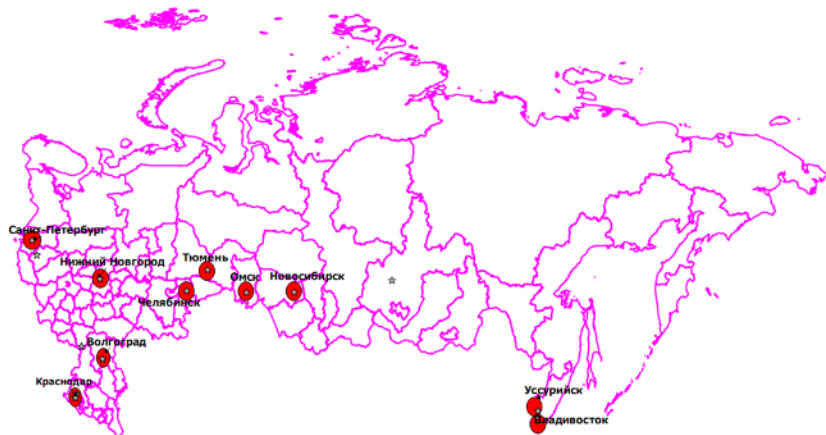 Санкт-Петербург
Нижний Новгород
Тюмень
Омск
Новосибирск
Челябинск
Волгоград
Краснодар
Уссурийск
Владивосток